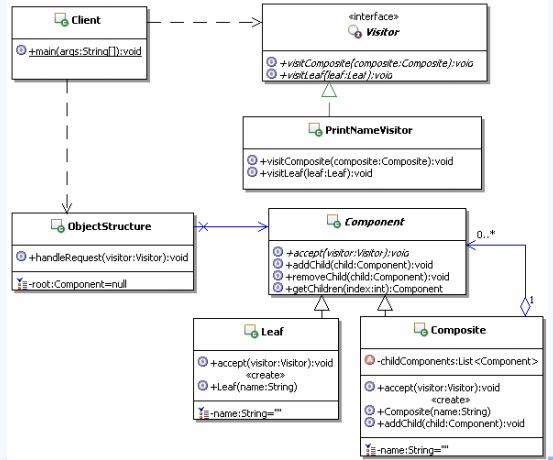 Client
+main(args:String[]):void
«interface»
Visitor
+visitComposite(composite:Composite):void
+visitLeaf(leaf:Leaf):void
PrintNameVisitor
+visitComposite(composite:Composite):void
+visitLeaf(leaf:Leaf):void
ObjectStructure
+handleRequest(visitor:Visitor):void
-root:Component=null
Component
+accept(visitor:Visitor):void
+addChild(child:Component):void
+removeChild(child:Component):void
+getChildren(index:int):Component
0..*
1
Leaf
+accept(visitor:Visitor):void
«create»
+Leaf(name:String)
-name:String=""
Composite
-childComponents:List<Component>
+accept(visitor:Visitor):void
«create»
+Composite(name:String)
+addChild(child:Component):void
-name:String=""